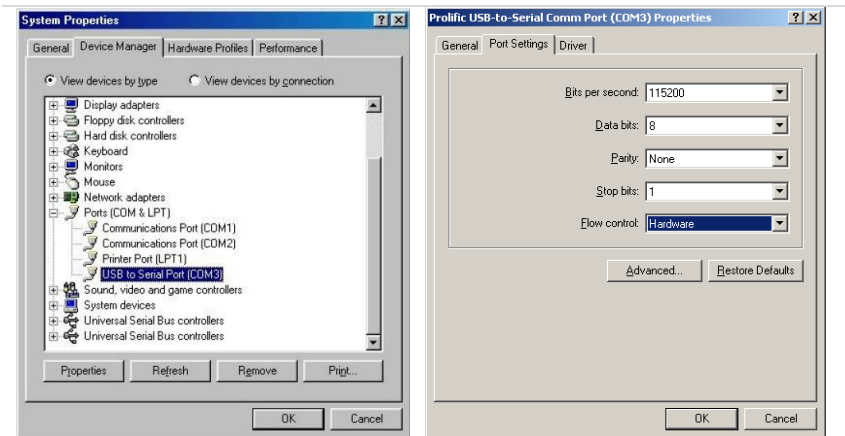 System Properties
General Device Manager Hardware Profiles Performance
View devices by type View devices by connection
Display adapters
Floppy disk controllers
Hard disk controllers
Keyboard
Monitors
Mouse
Network adapters
Ports (COM & LPT)
Communications Port (COM1)
Communications Port (COM2)
Printer Port (LPT1)
USB to Serial Port (COM3)
Sound, video and game controllers
System devices
Universal Serial Bus controllers
Universal Serial Bus controllers
Properties Refresh Remove Print...
OK Cancel
Prolific USB-to-Serial Comm Port (COM3) Properties
General Port Settings Driver
Bits per second: 115200
Data bits: 8
Parity: None
Stop bits: 1
Flow control: Hardware
Advanced... Restore Defaults
OK Cancel